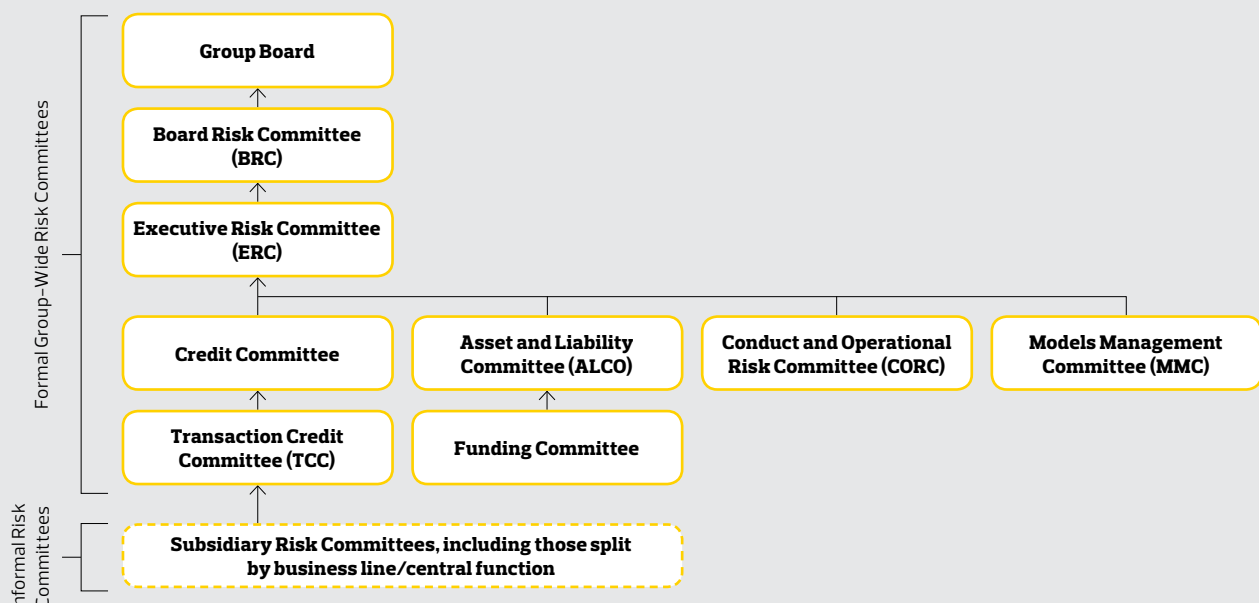 Formal Group-Wide Risk Committees
Group Board
Board Risk Committee
(BRC)
Executive Risk Committee
(ERC)
Credit Committee
Asset and Liability
Committee (ALCO)
Conduct and Operational
Risk Committee (CORC)
Models Management
Committee (MMC)
Transaction Credit
Committee (TCC)
Funding Committee
Informal Risk
Committees
Subsidiary Risk Committees, including those split
by business line/central function